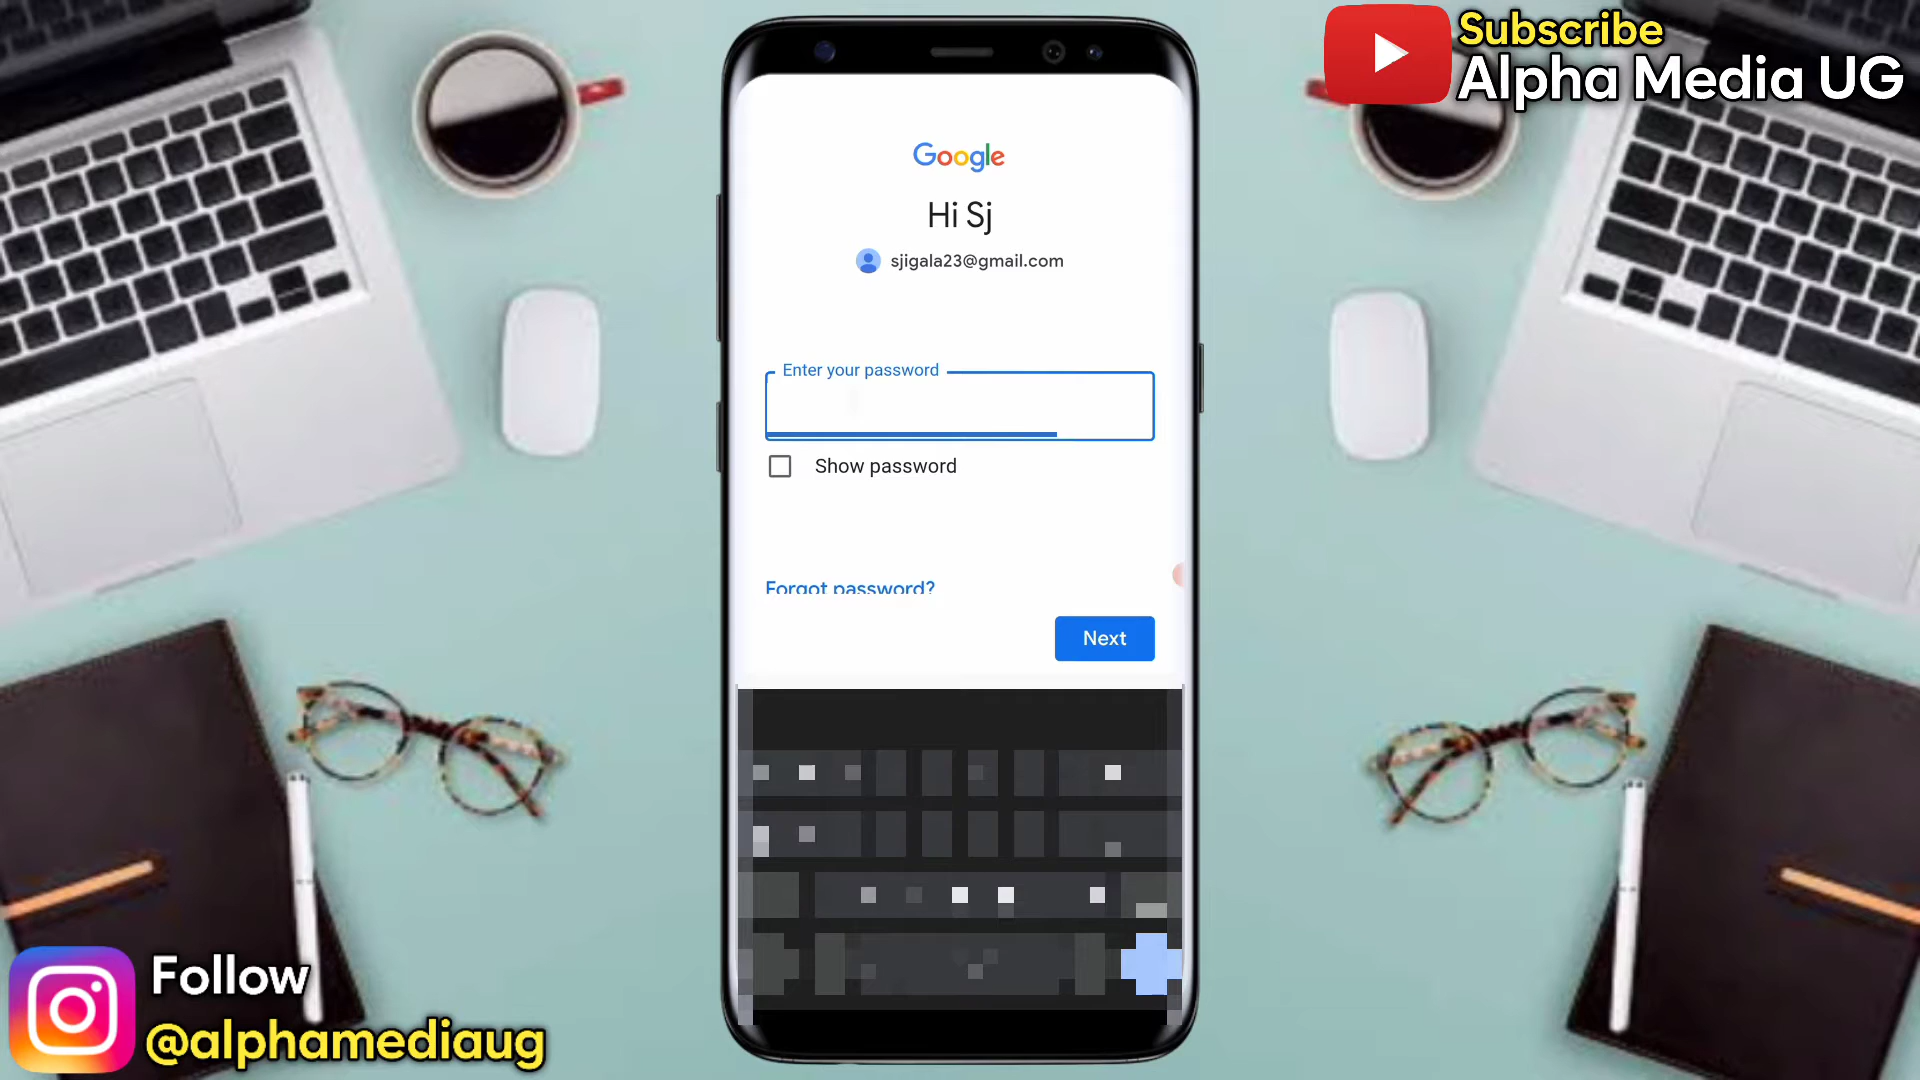 Subscribe
Alpha Media UG
Google
Hi Sj
sjigala23@gmail.com
Enter your password
Show password
Forgot password?
Next
Follow
@alphamediaug